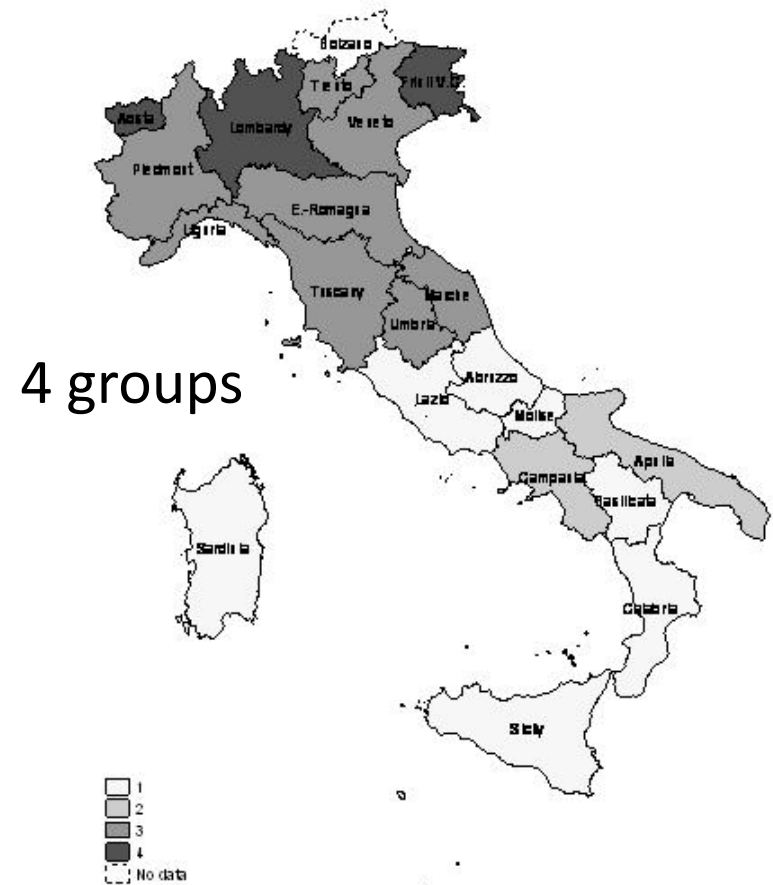 Bolzano
Trento
Friuli V.G.
Aosta
Lombardy
Veneto
Piedmont
E.-Romagna
Liguria
Tuscany
Marche
Umbria
4 groups
Abruzzo
Lazio
Molise
Apulia
Campania
Basilicata
Sardinia
Calabria
Sicily
1
2
3
4
No data